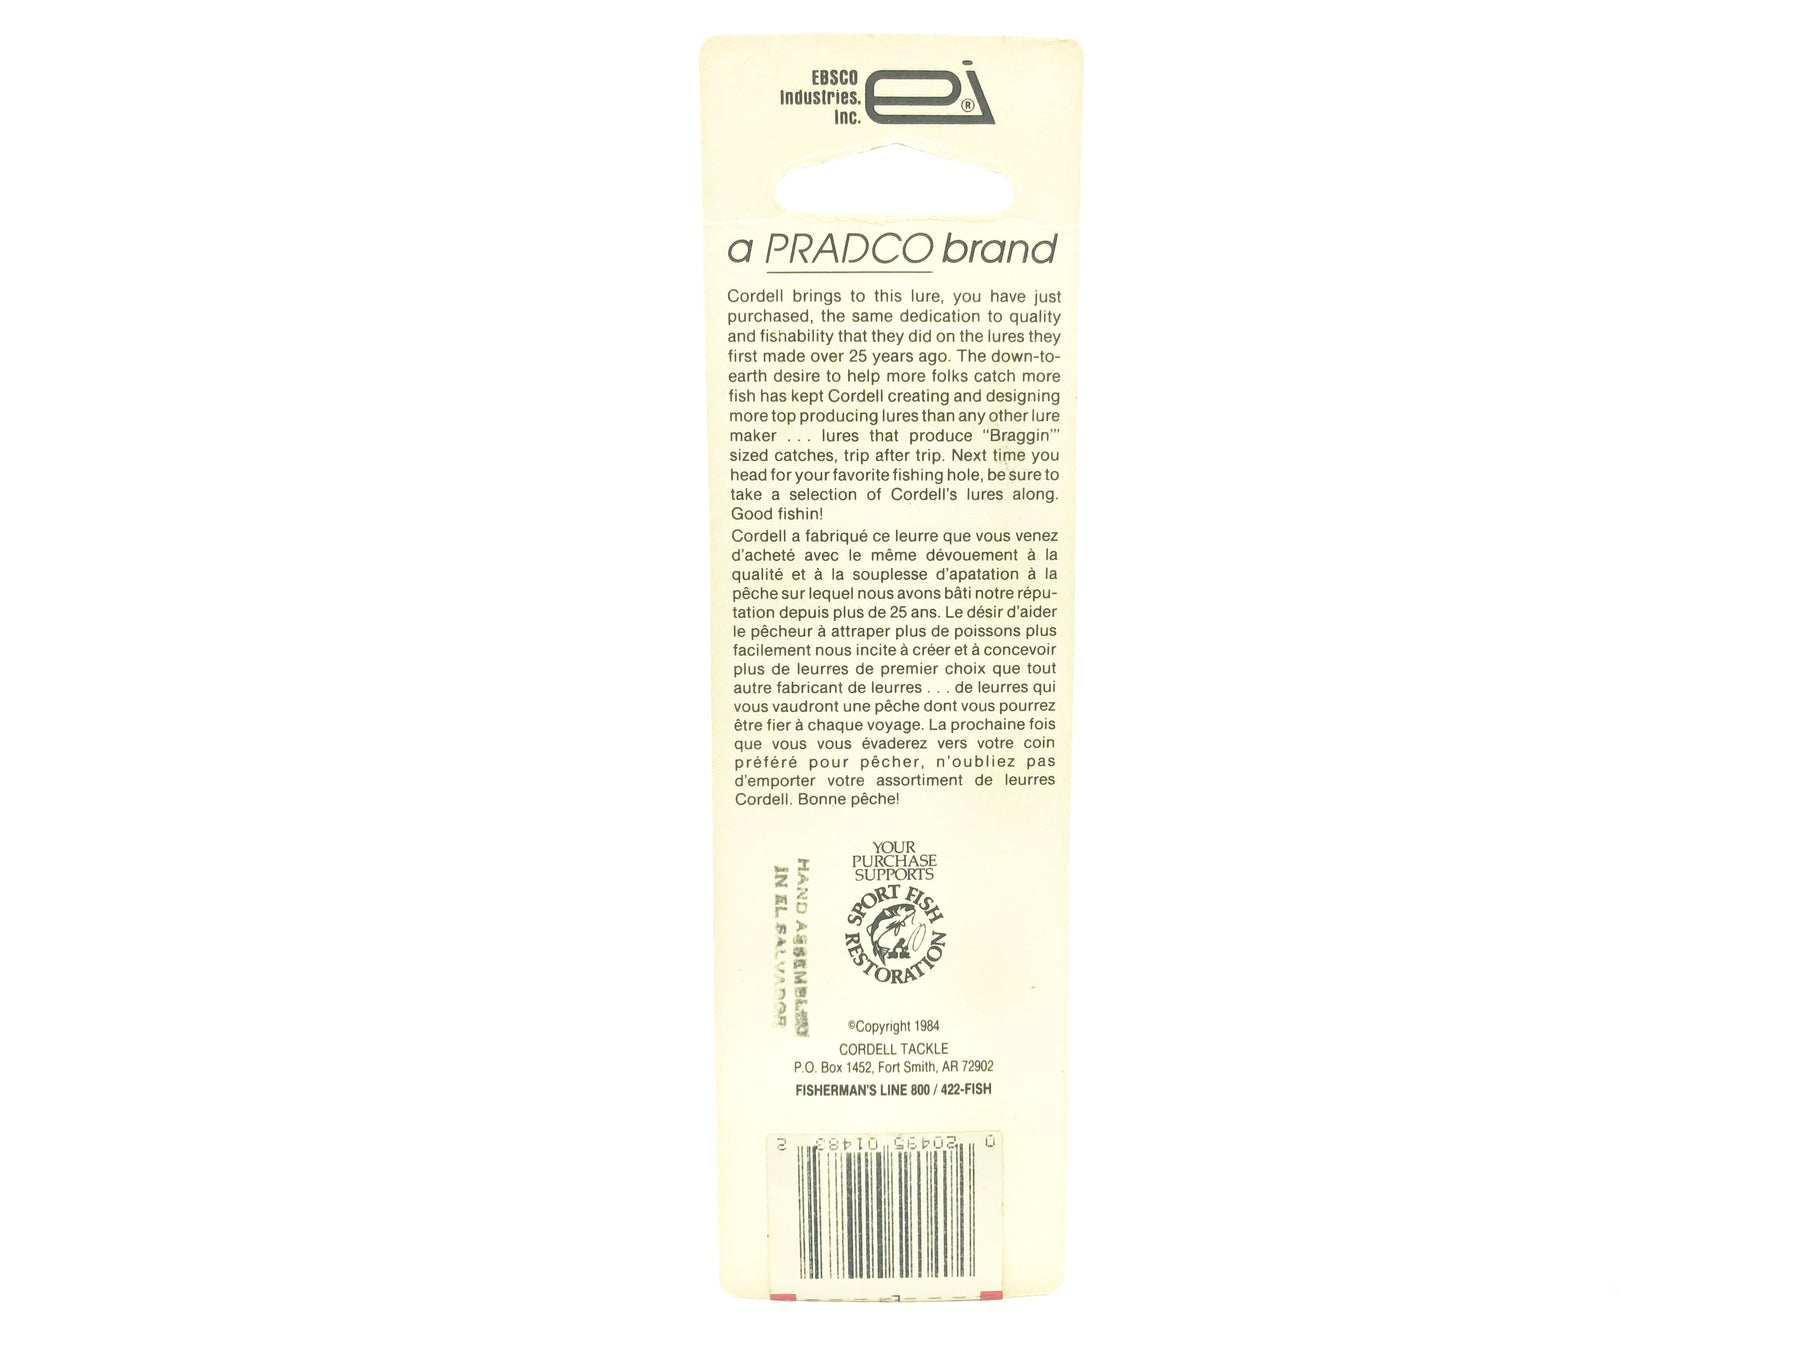 EBSCO
Industries,
Inc.
ei®
a PRADCO brand
Cordell brings to this lure, you have just
purchased, the same dedication to quality
and fishability that they did on the lures they
first made over 25 years ago. The down-to-
earth desire to help more folks catch more
fish has kept Cordell creating and designing
more top producing lures than any other lure
maker . . . lures that produce “Braggin’”
sized catches, trip after trip. Next time you
head for your favorite fishing hole, be sure to
take a selection of Cordell's lures along.
Good fishin!
Cordell a fabriqué ce leurre que vous venez
d'acheté avec le même dévouement à la
qualité et à la souplesse d'apatation à la
pêche sur lequel nous avons bâti notre répu-
tation depuis plus de 25 ans. Le désir d'aider
le pêcheur à attraper plus de poissons plus
facilement nous incite à créer et à concevoir
plus de leurres de premier choix que tout
autre fabricant de leurres . . . de leurres qui
vous vaudront une pêche dont vous pourrez
être fier à chaque voyage. La prochaine fois
que vous vous évaderez vers votre coin
préféré pour pêcher, n'oubliez pas
d'emporter votre assortiment de leurres
Cordell. Bonne pêche!
HAND ASSEMBLED
IN EL SALVADOR
YOUR
PURCHASE
SUPPORTS
SPORT FISH
RESTORATION
©Copyright 1984
CORDELL TACKLE
P.O. Box 1452, Fort Smith, AR 72902
FISHERMAN'S LINE 800 / 422-FISH
0 20495 01483 2